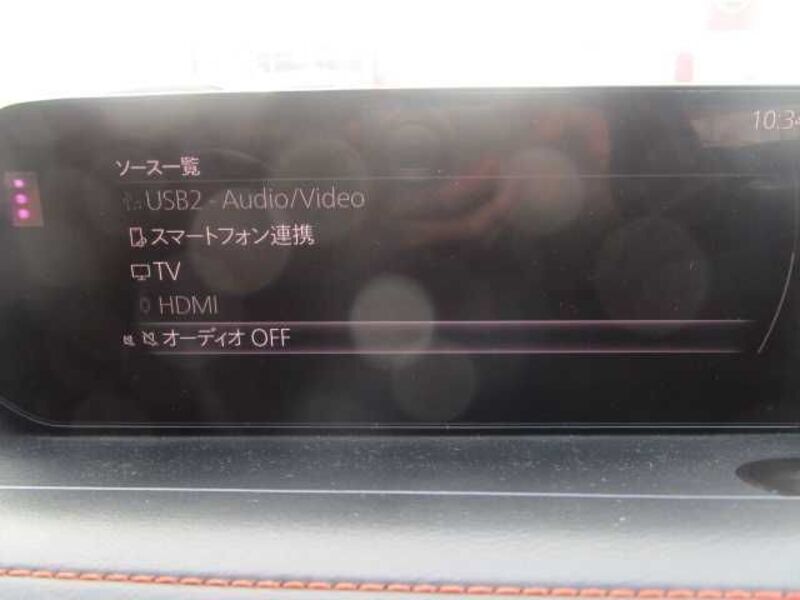 10:34
ソース一覧
USB2 - Audio/Video
スマートフォン連携
TV
HDMI
オーディオ OFF